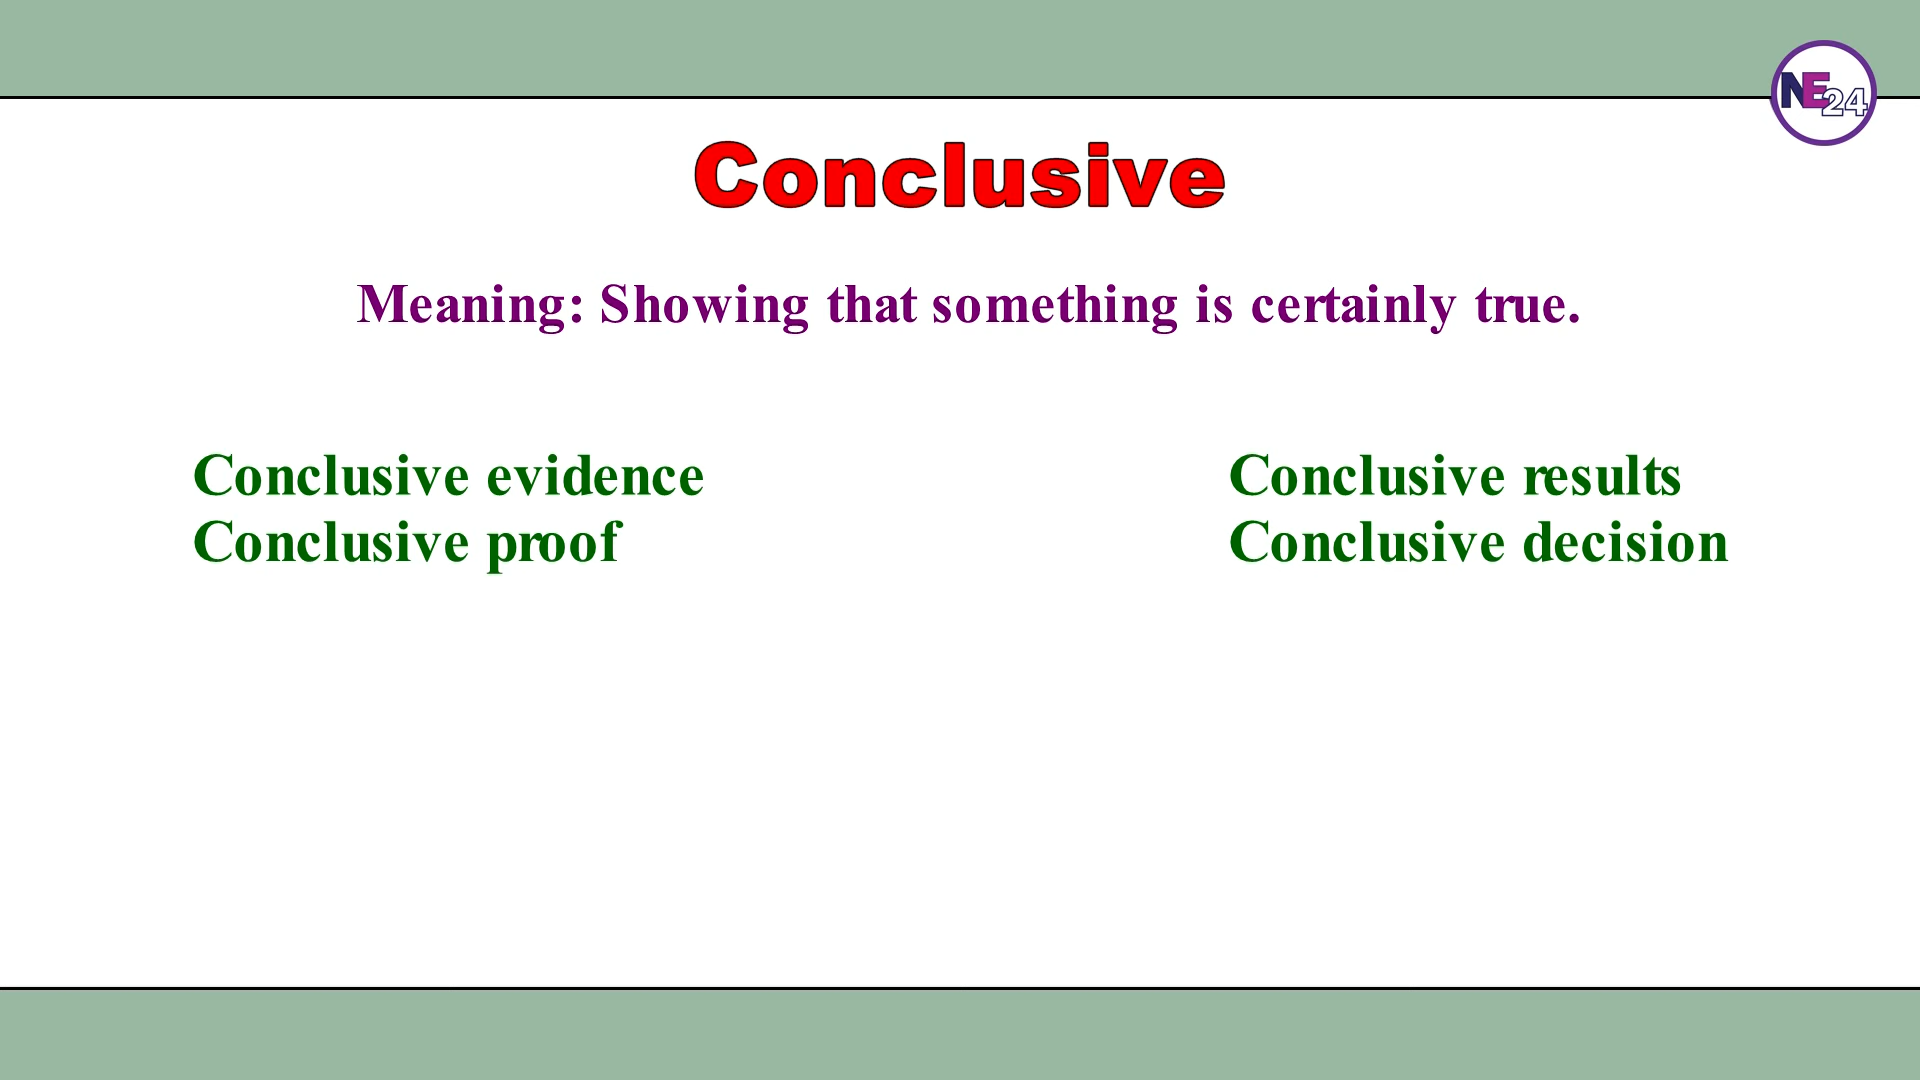 NE24
Conclusive
Meaning: Showing that something is certainly true.
Conclusive evidence
Conclusive proof
Conclusive results
Conclusive decision